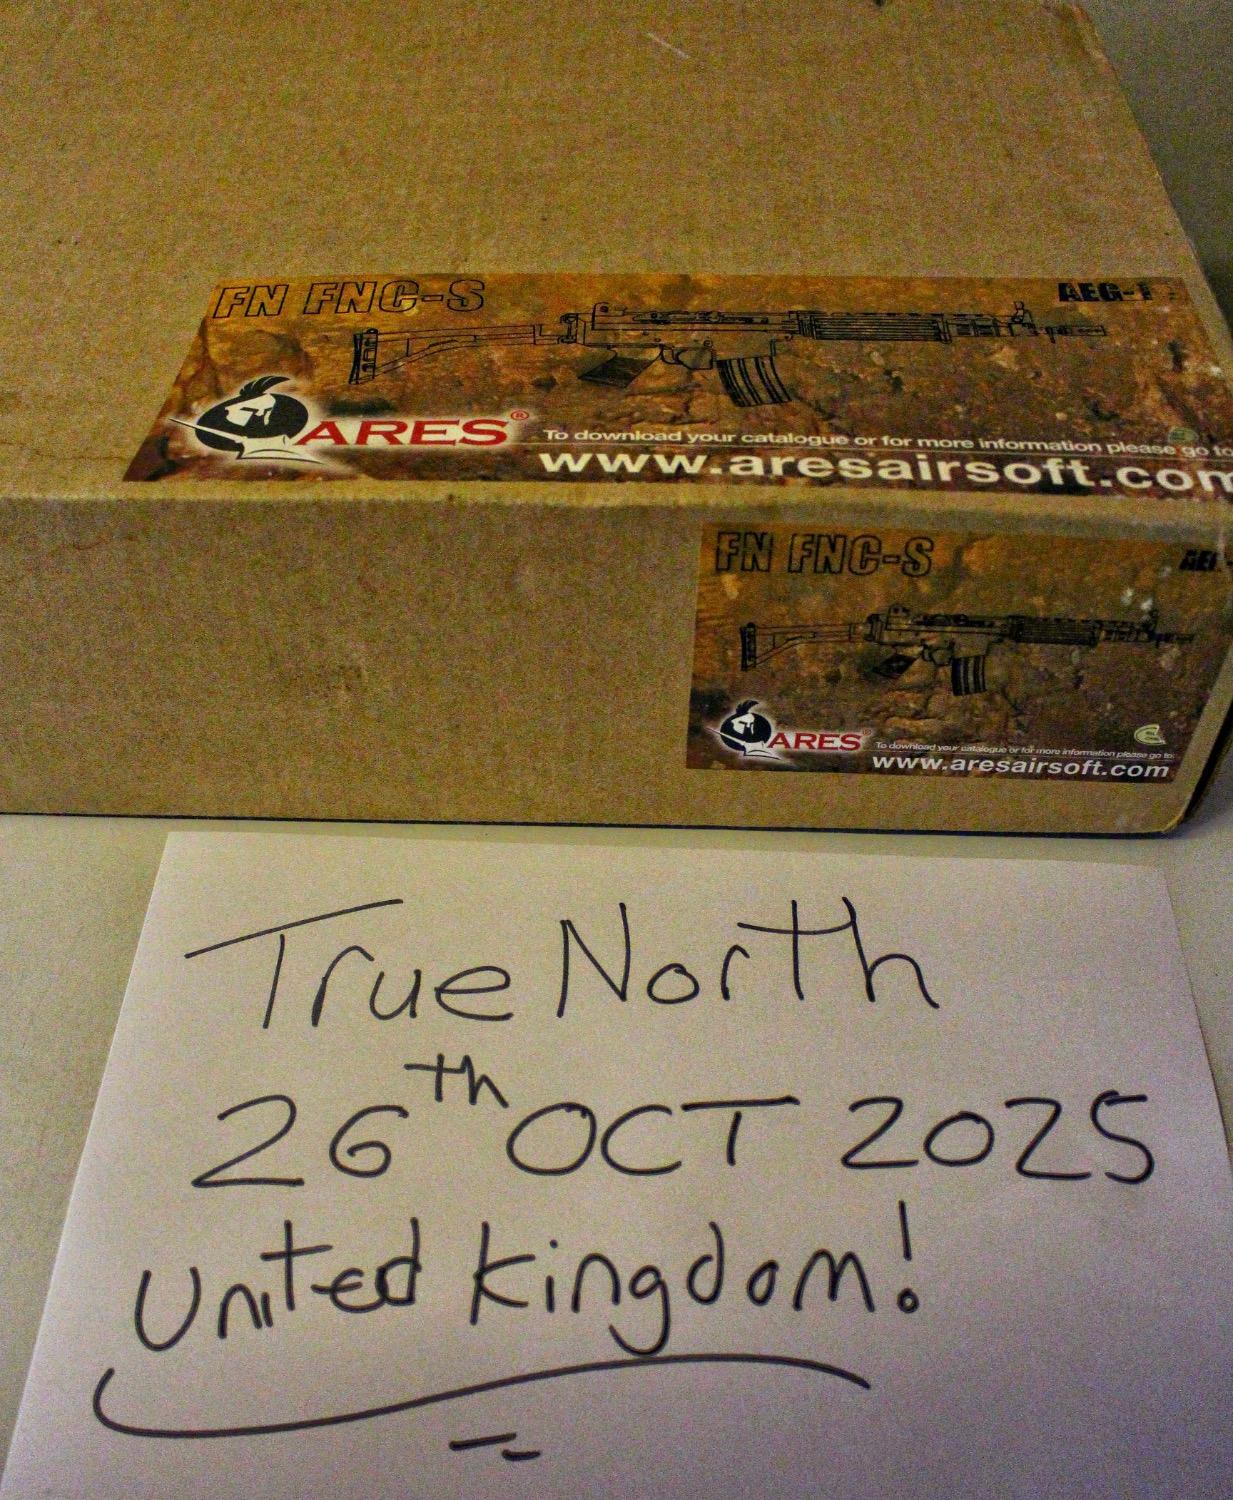 FN FNC-S AEG-
ARES®
To download your catalogue or for more information please go to
www.aresairsoft.com
FN FNC-S
ARES®
To download your catalogue or for more information please go to:
www.aresairsoft.com
True North
26th OCT 2025
United Kingdom!